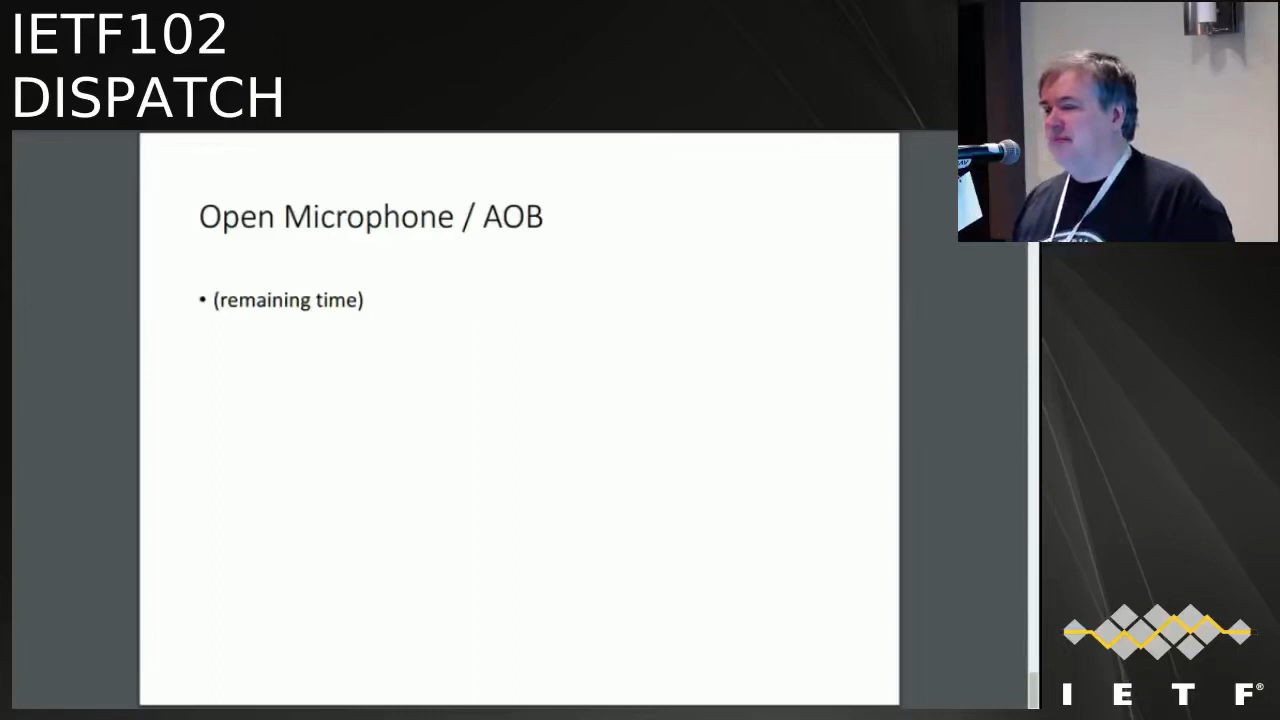 IETF102
DISPATCH
Open Microphone / AOB
• (remaining time)
I E T F®